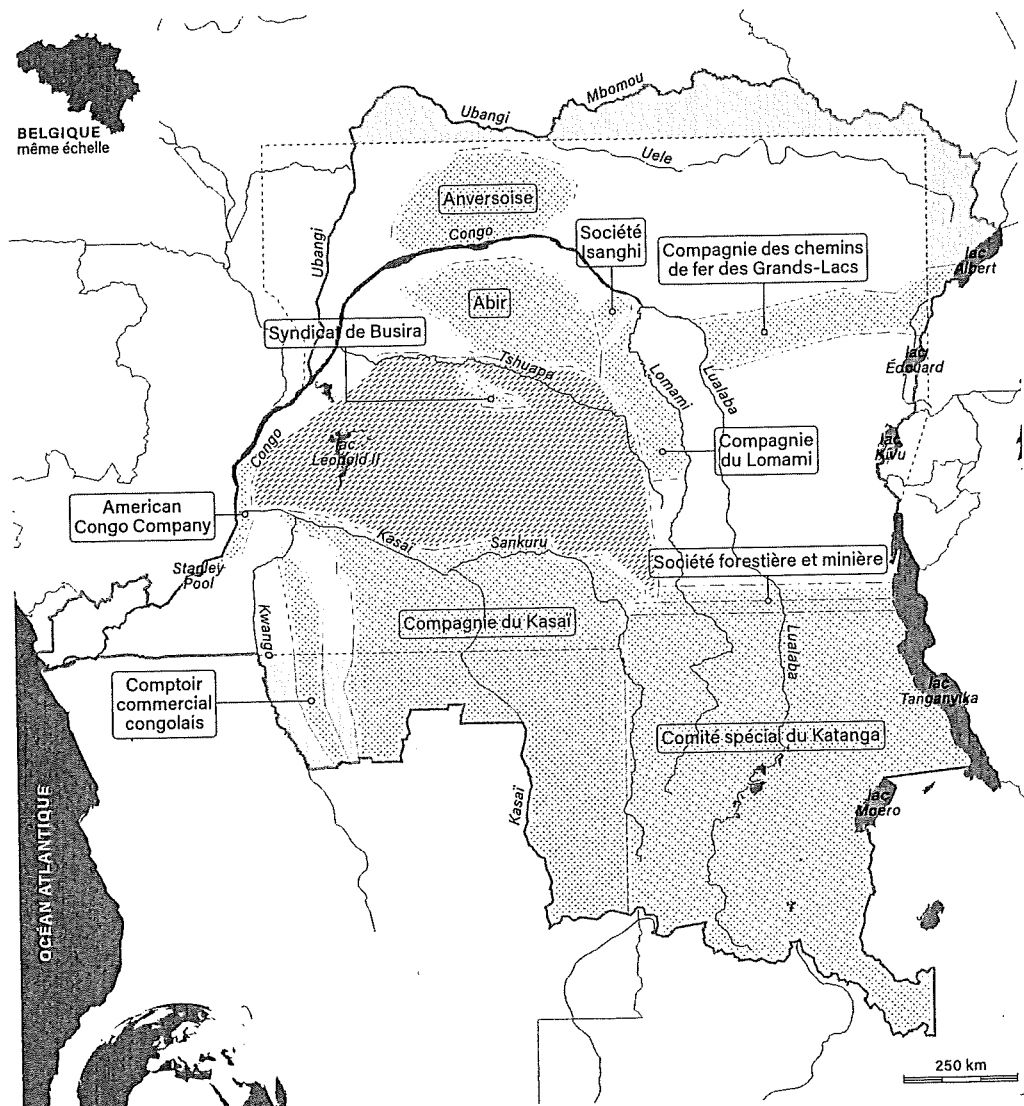 BELGIQUE
même échelle
Ubangi
Mbomou
Uele
Anversoise
Congo
Ubangi
Société
Isanghi
Compagnie des chemins
de fer des Grands-Lacs
lac
Albert
Abir
Syndicat de Busira
Tshuapa
Lomami
Lualaba
lac
Édouard
Congo
lac
Léopold II
Compagnie
du Lomami
lac
Kivu
American
Congo Company
Kasaï
Sankuru
Société forestière et minière
Stanley
Pool
Kwango
Compagnie du Kasaï
Lualaba
Comptoir
commercial
congolais
lac
Tanganyika
Comité spécial du Katanga
Kasaï
lac
Moero
OCÉAN ATLANTIQUE
250 km